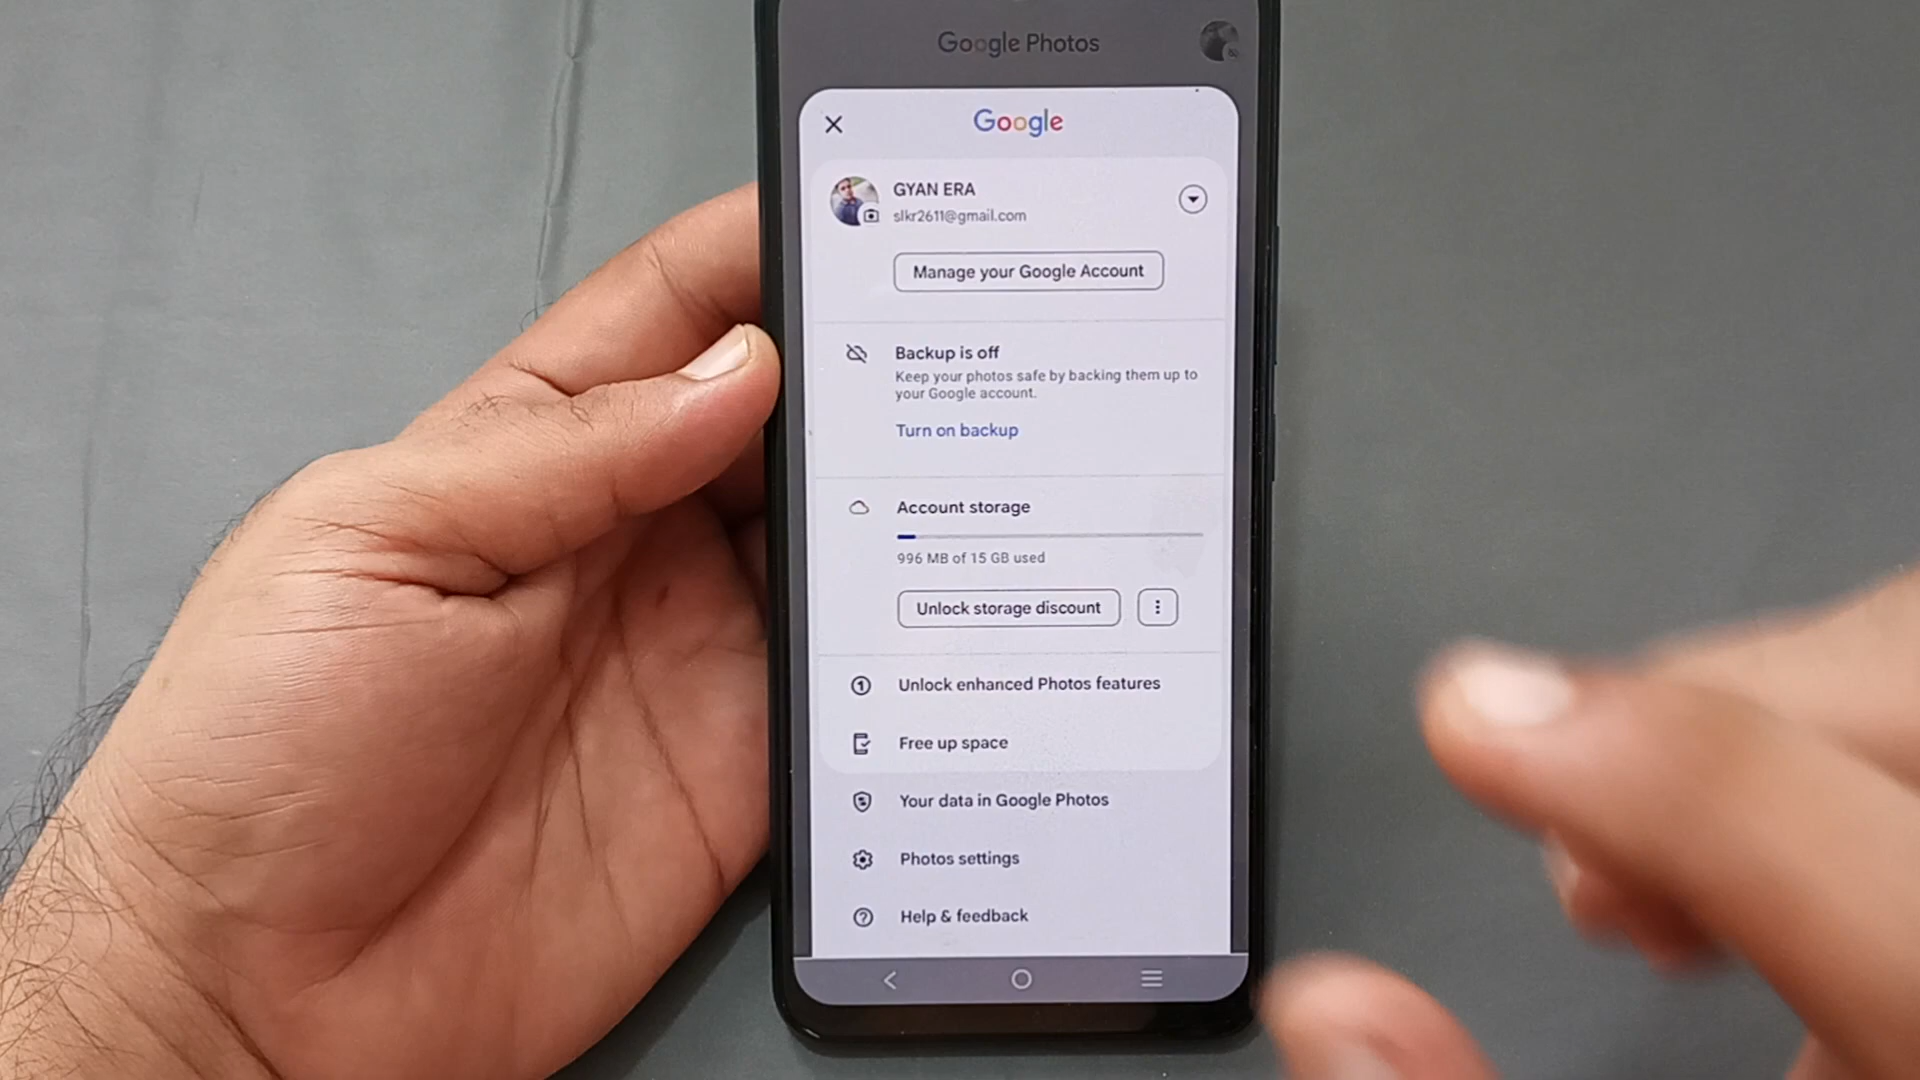 Google Photos
Google
GYAN ERA
slkr2611@gmail.com
Manage your Google Account
Backup is off
Keep your photos safe by backing them up to
your Google account.
Turn on backup
Account storage
996 MB of 15 GB used
Unlock storage discount
Unlock enhanced Photos features
Free up space
Your data in Google Photos
Photos settings
Help & feedback